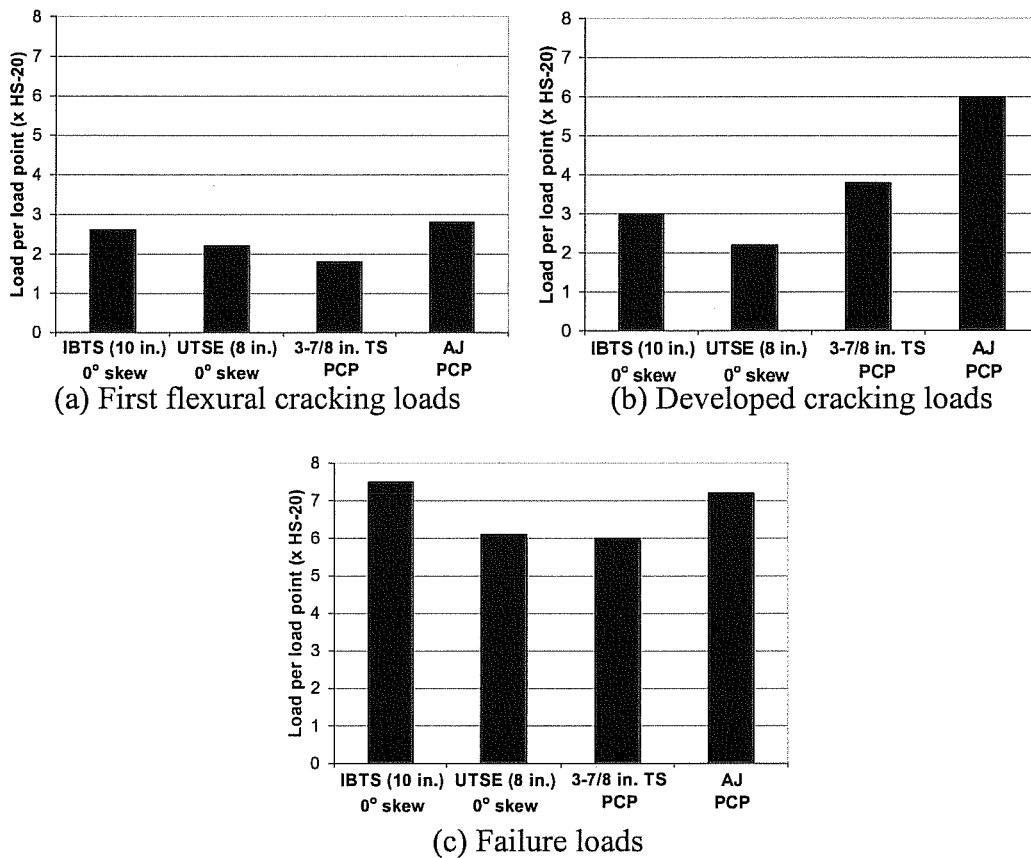 8
7
6
5
4
3
2
1
0
Load per load point (x HS-20)
IBTS (10 in.) UTSE (8 in.) 3-7/8 in. TS AJ
0° skew 0° skew PCP PCP
(a) First flexural cracking loads
8
7
6
5
4
3
2
1
0
Load per load point (x HS-20)
IBTS (10 in.) UTSE (8 in.) 3-7/8 in. TS AJ
0° skew 0° skew PCP PCP
(b) Developed cracking loads
8
7
6
5
4
3
2
1
0
Load per load point (x HS-20)
IBTS (10 in.) UTSE (8 in.) 3-7/8 in. TS AJ
0° skew 0° skew PCP PCP
(c) Failure loads